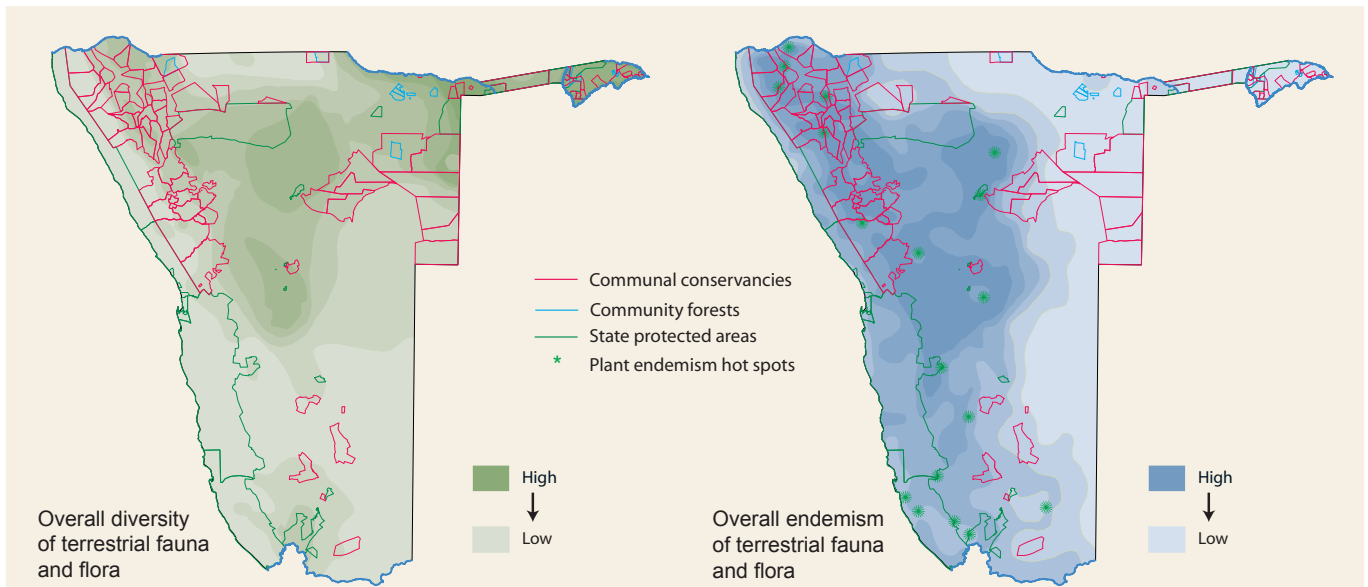 Communal conservancies
Community forests
State protected areas
* Plant endemism hot spots
High
Low
Overall diversity
of terrestrial fauna
and flora
High
Low
Overall endemism
of terrestrial fauna
and flora